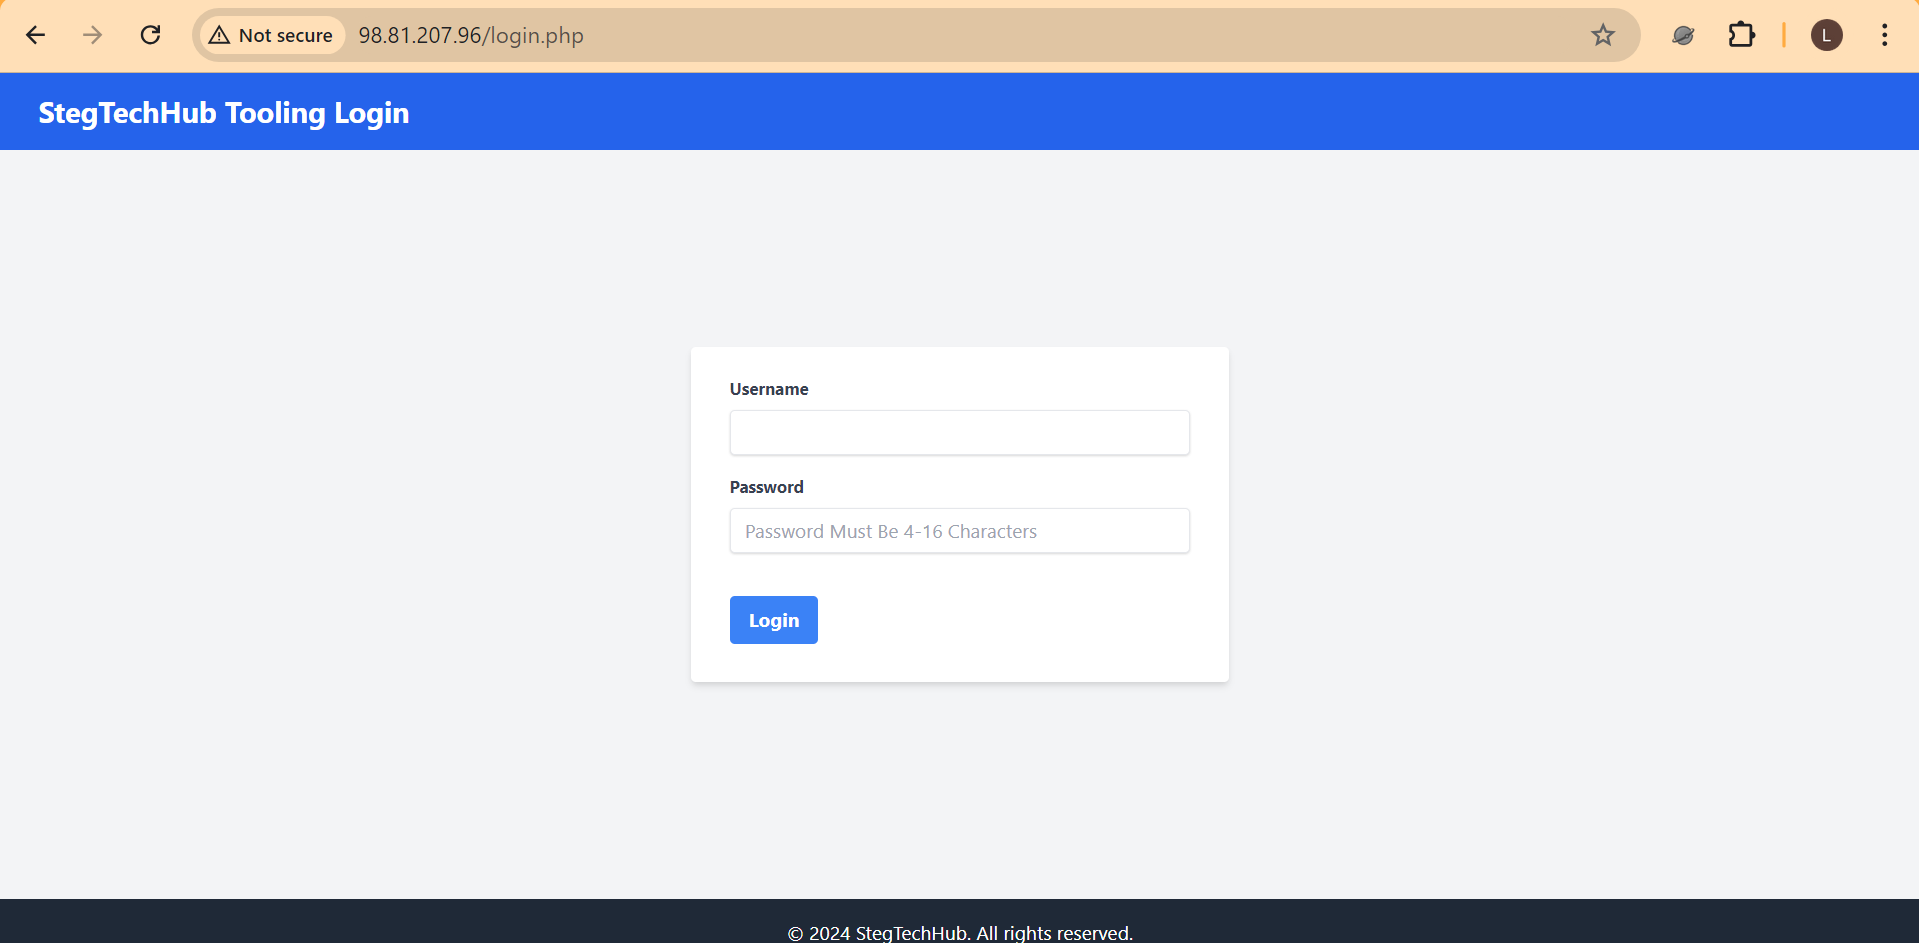 Not secure 98.81.207.96/login.php
L
StegTechHub Tooling Login
Username
Password
Password Must Be 4-16 Characters
Login
© 2024 StegTechHub. All rights reserved.